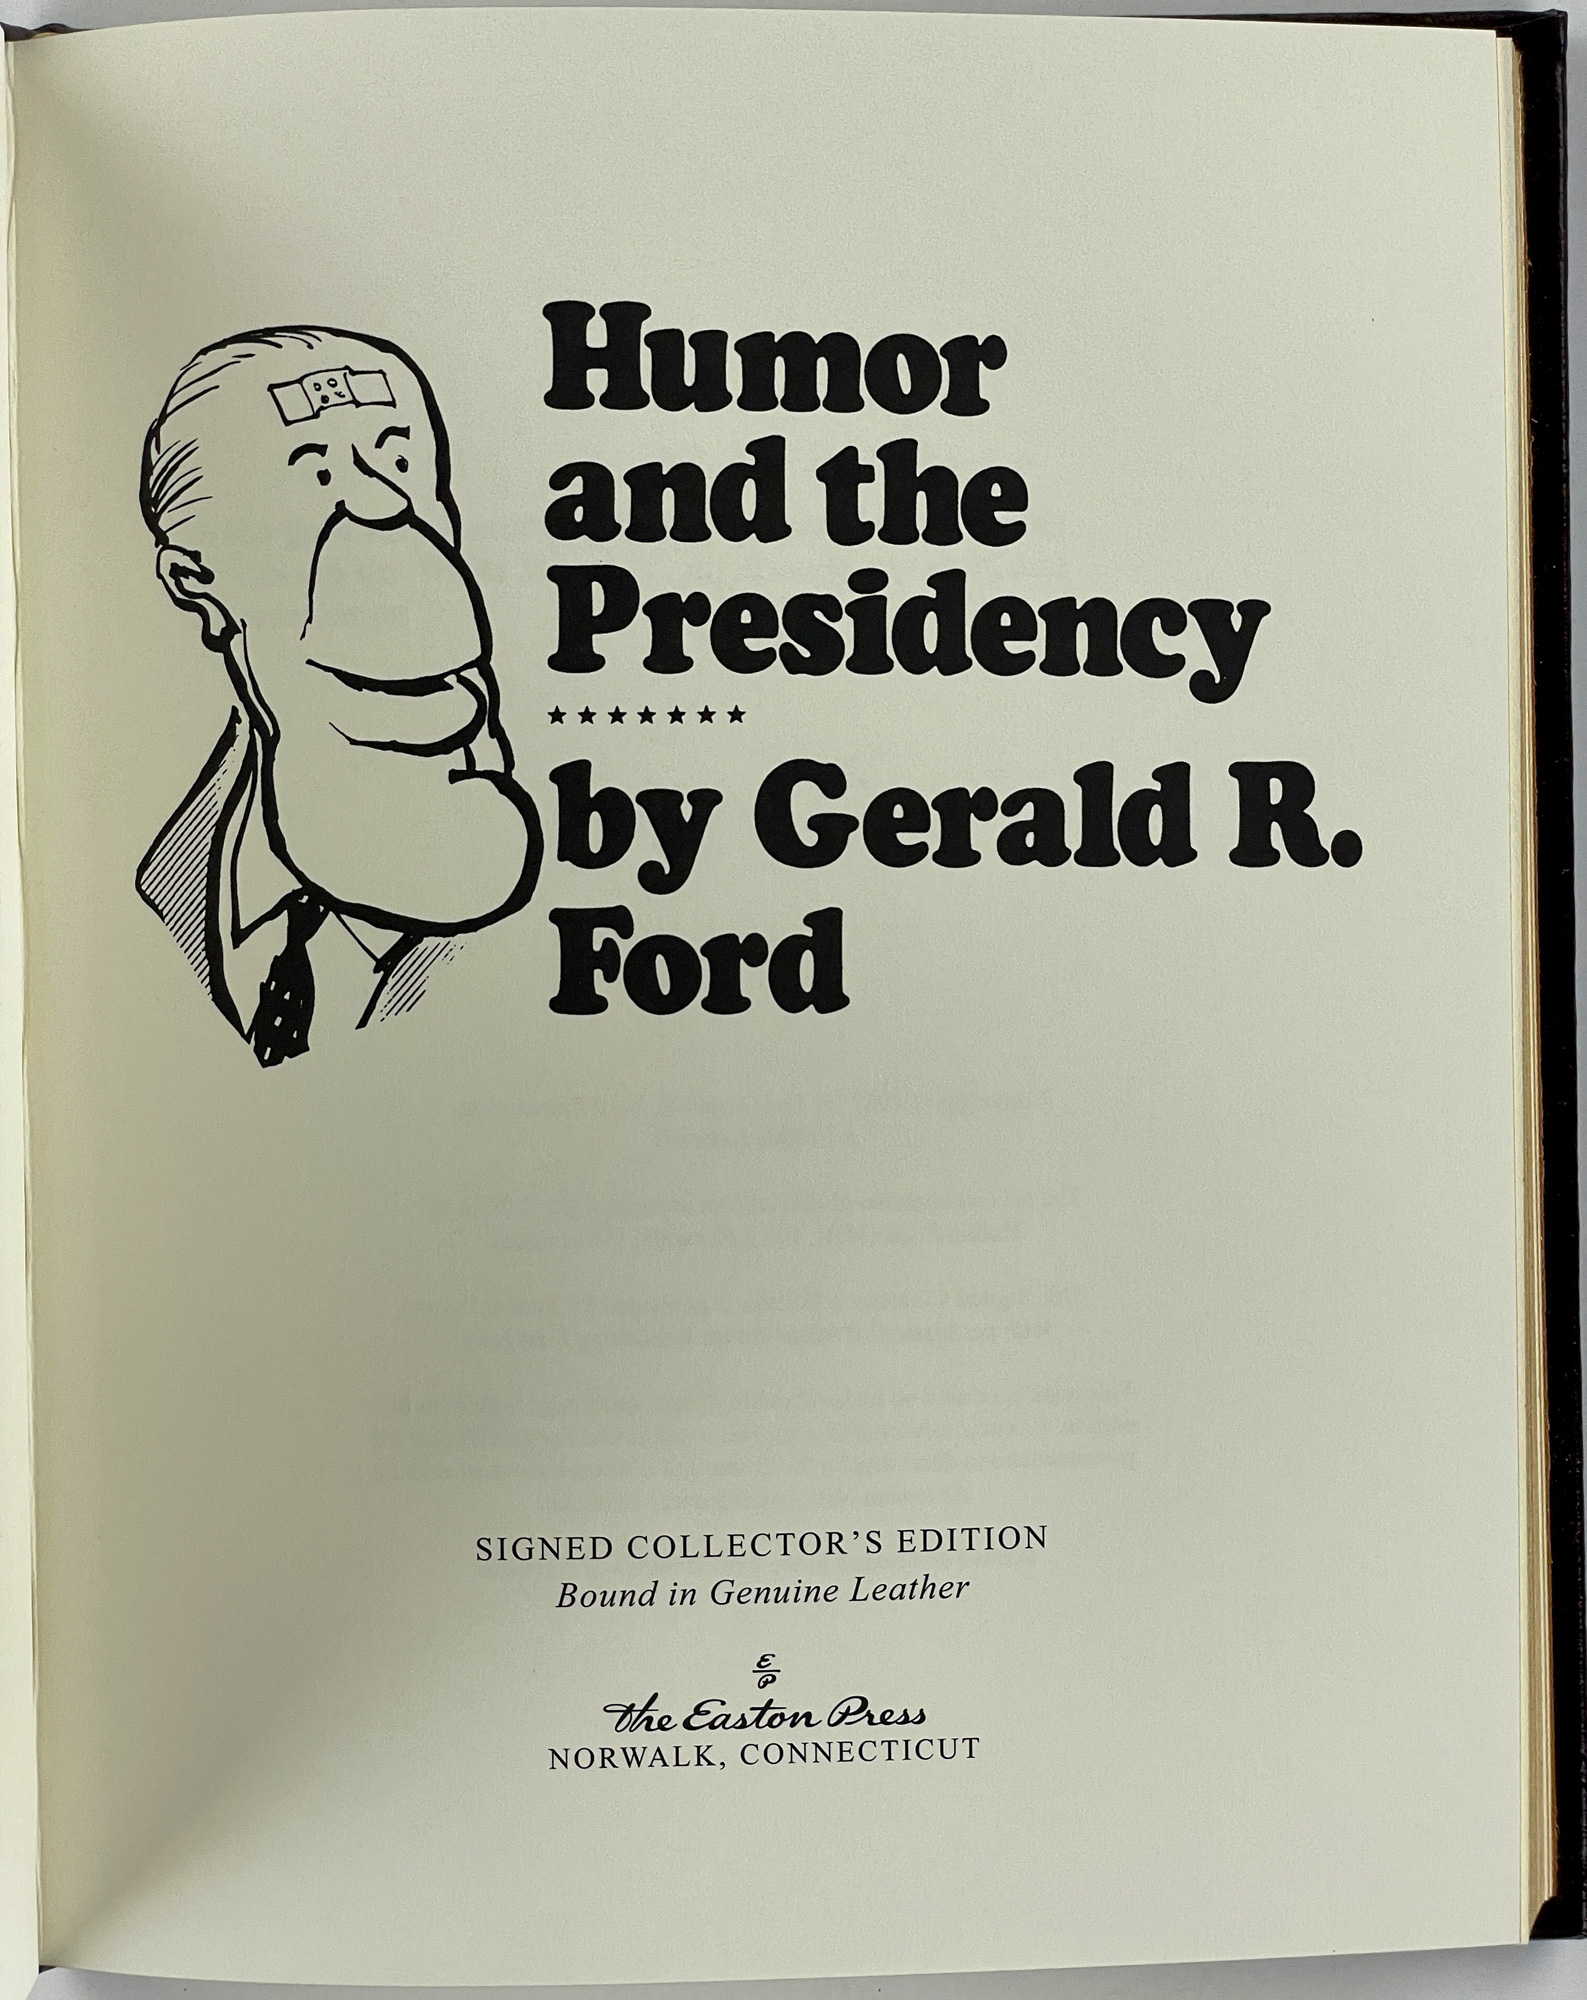 Humor
and the
Presidency
★★★★★★★
by Gerald R.
Ford
SIGNED COLLECTOR’S EDITION
Bound in Genuine Leather
E
P
The Easton Press
NORWALK, CONNECTICUT